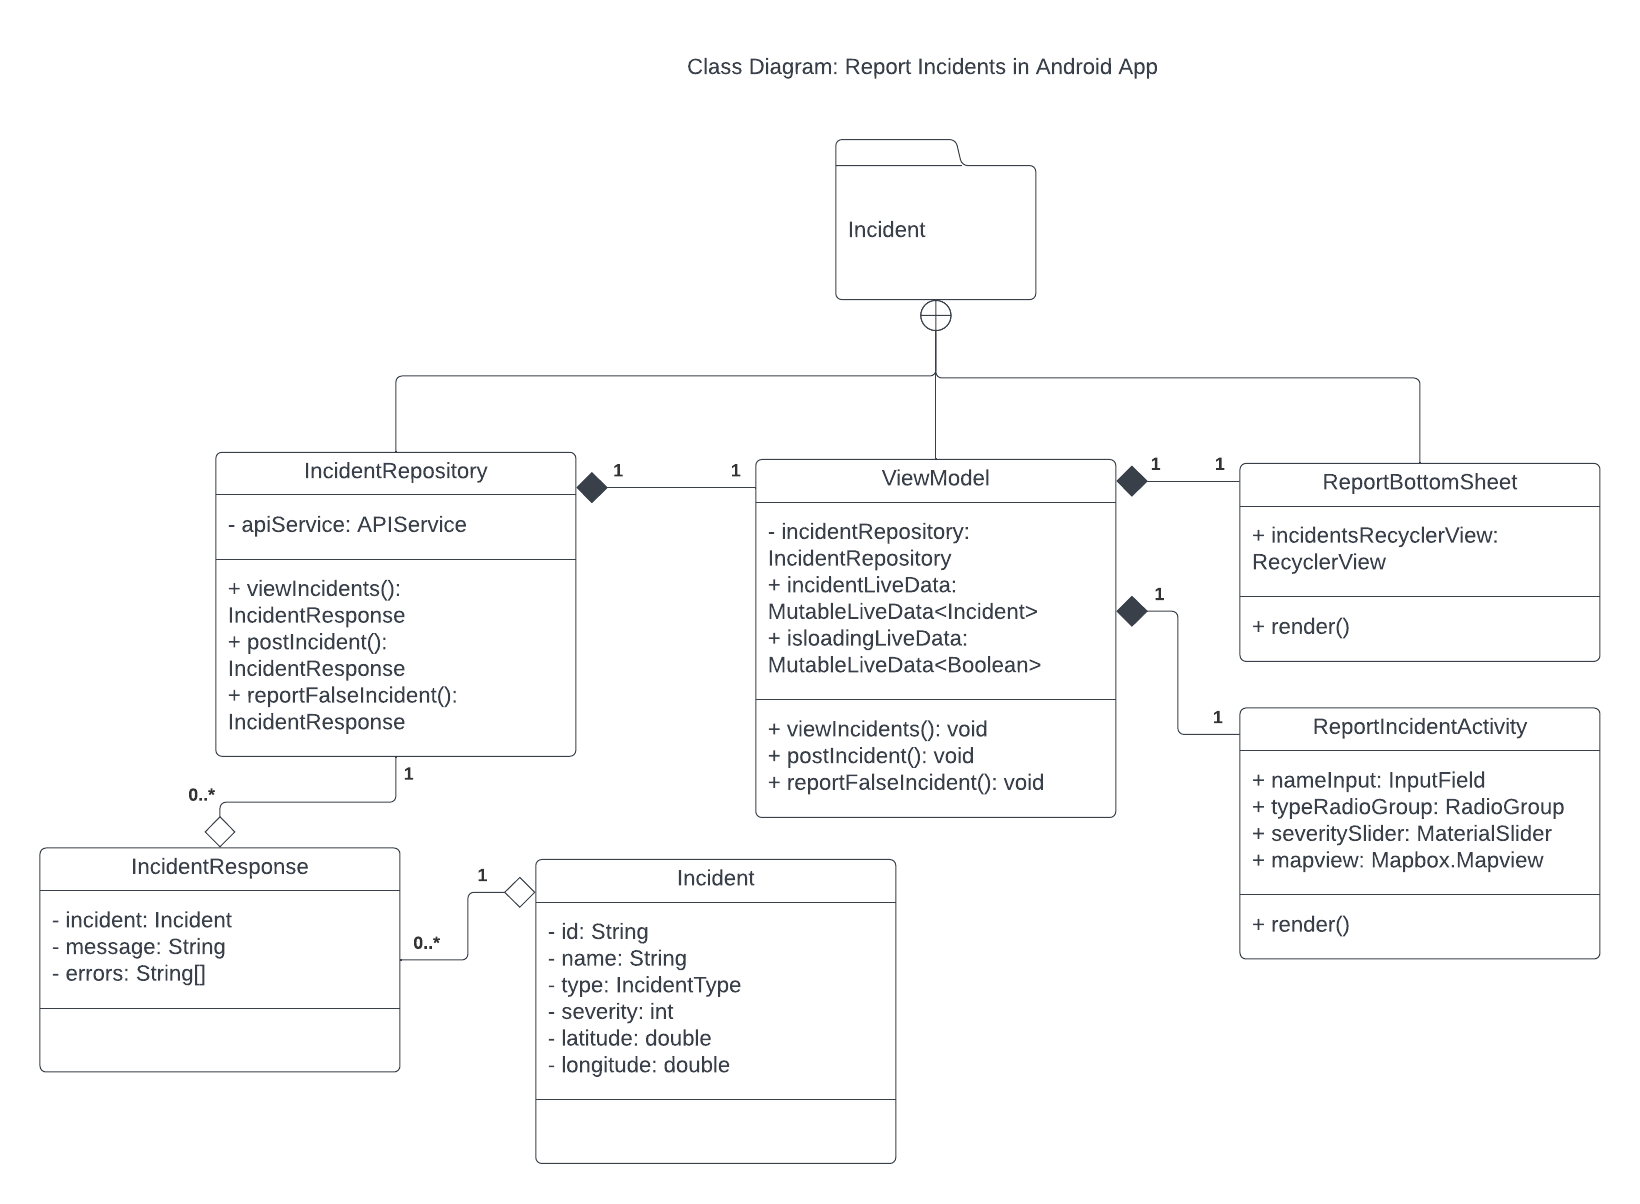 Class Diagram: Report Incidents in Android App
Incident
IncidentRepository
- apiService: APIService
+ viewIncidents():
IncidentResponse
+ postIncident():
IncidentResponse
+ reportFalseIncident():
IncidentResponse
1
1
ViewModel
- incidentRepository:
IncidentRepository
+ incidentLiveData:
MutableLiveData<Incident>
+ isloadingLiveData:
MutableLiveData<Boolean>
+ viewIncidents(): void
+ postIncident(): void
+ reportFalseIncident(): void
1
1
ReportBottomSheet
+ incidentsRecyclerView:
RecyclerView
+ render()
1
1
ReportIncidentActivity
+ nameInput: InputField
+ typeRadioGroup: RadioGroup
+ severitySlider: MaterialSlider
+ mapview: Mapbox.Mapview
+ render()
1
0..*
IncidentResponse
- incident: Incident
- message: String
- errors: String[]
1
0..*
Incident
- id: String
- name: String
- type: IncidentType
- severity: int
- latitude: double
- longitude: double